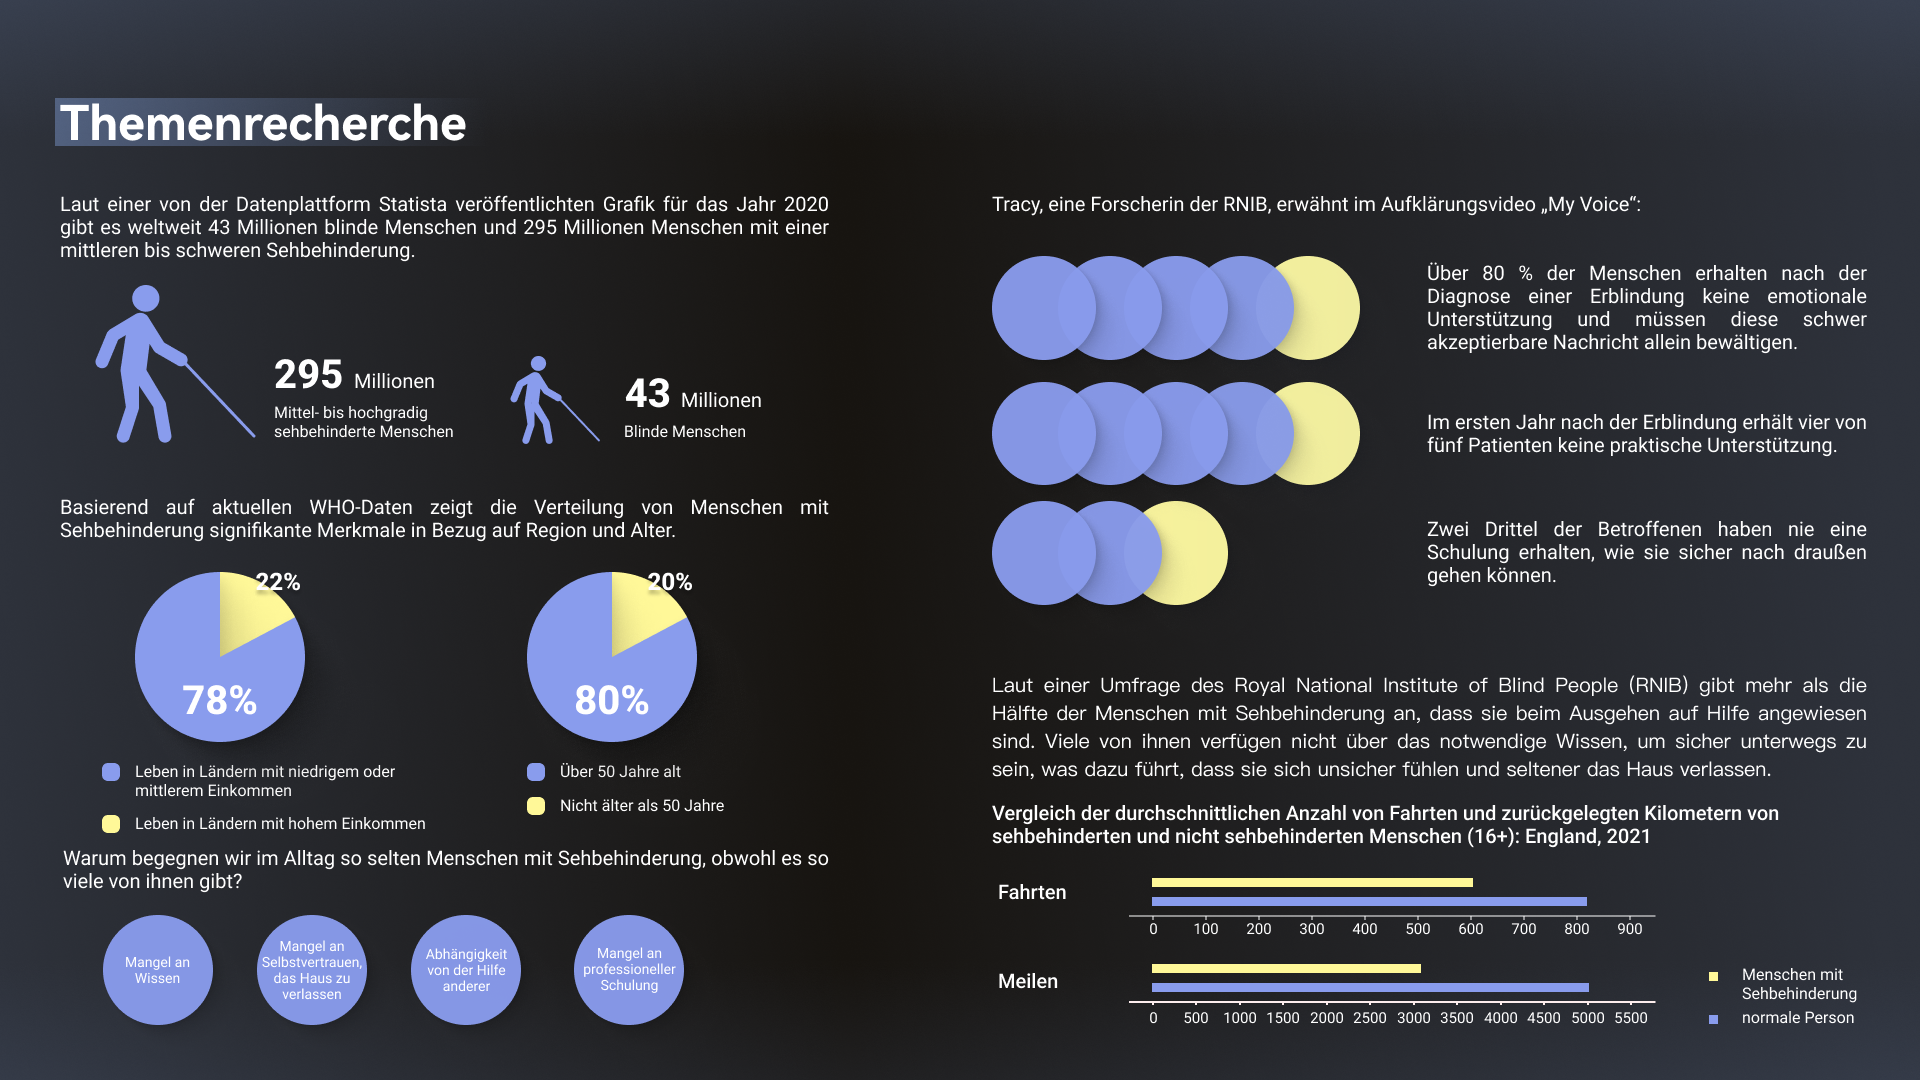 Themenrecherche
Laut einer von der Datenplattform Statista veröffentlichten Grafik für das Jahr 2020
gibt es weltweit 43 Millionen blinde Menschen und 295 Millionen Menschen mit einer
mittleren bis schweren Sehbehinderung.
295 Millionen
Mittel- bis hochgradig
sehbehinderte Menschen
43 Millionen
Blinde Menschen
Basierend auf aktuellen WHO-Daten zeigt die Verteilung von Menschen mit
Sehbehinderung signifikante Merkmale in Bezug auf Region und Alter.
22%
78%
Leben in Ländern mit niedrigem oder
mittlerem Einkommen
Leben in Ländern mit hohem Einkommen
20%
80%
Über 50 Jahre alt
Nicht älter als 50 Jahre
Warum begegnen wir im Alltag so selten Menschen mit Sehbehinderung, obwohl es so
viele von ihnen gibt?
Mangel an
Wissen
Mangel an
Selbstvertrauen,
das Haus zu
verlassen
Abhängigkeit
von der Hilfe
anderer
Mangel an
professioneller
Schulung
Tracy, eine Forscherin der RNIB, erwähnt im Aufklärungsvideo „My Voice“:
Über 80 % der Menschen erhalten nach der
Diagnose einer Erblindung keine emotionale
Unterstützung und müssen diese schwer
akzeptierbare Nachricht allein bewältigen.
Im ersten Jahr nach der Erblindung erhält vier von
fünf Patienten keine praktische Unterstützung.
Zwei Drittel der Betroffenen haben nie eine
Schulung erhalten, wie sie sicher nach draußen
gehen können.
Laut einer Umfrage des Royal National Institute of Blind People (RNIB) gibt mehr als die
Hälfte der Menschen mit Sehbehinderung an, dass sie beim Ausgehen auf Hilfe angewiesen
sind. Viele von ihnen verfügen nicht über das notwendige Wissen, um sicher unterwegs zu
sein, was dazu führt, dass sie sich unsicher fühlen und seltener das Haus verlassen.
Vergleich der durchschnittlichen Anzahl von Fahrten und zurückgelegten Kilometern von
sehbehinderten und nicht sehbehinderten Menschen (16+): England, 2021
Fahrten
0 100 200 300 400 500 600 700 800 900
Meilen
0 500 1000 1500 2000 2500 3000 3500 4000 4500 5000 5500
Menschen mit
Sehbehinderung
normale Person